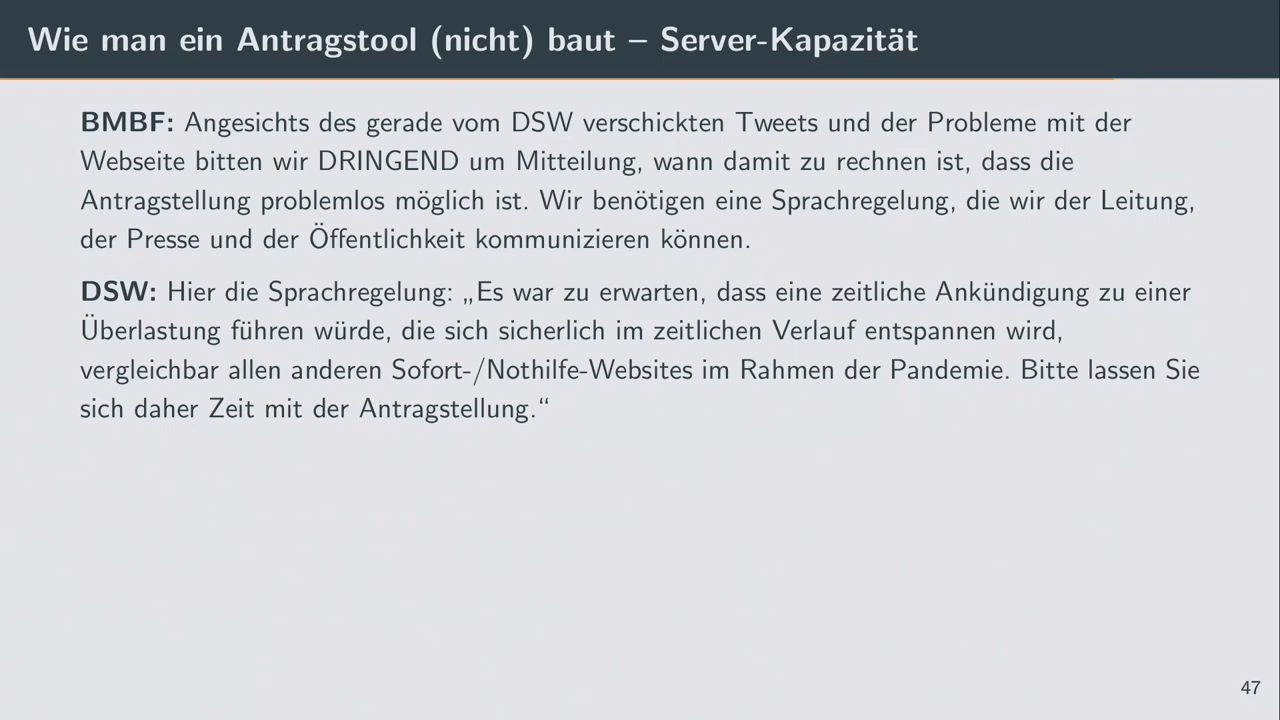 Wie man ein Antragstool (nicht) baut – Server-Kapazität
BMBF: Angesichts des gerade vom DSW verschickten Tweets und der Probleme mit der
Webseite bitten wir DRINGEND um Mitteilung, wann damit zu rechnen ist, dass die
Antragstellung problemlos möglich ist. Wir benötigen eine Sprachregelung, die wir der Leitung,
der Presse und der Öffentlichkeit kommunizieren können.
DSW: Hier die Sprachregelung: „Es war zu erwarten, dass eine zeitliche Ankündigung zu einer
Überlastung führen würde, die sich sicherlich im zeitlichen Verlauf entspannen wird,
vergleichbar allen anderen Sofort-/Nothilfe-Websites im Rahmen der Pandemie. Bitte lassen Sie
sich daher Zeit mit der Antragstellung.“
47